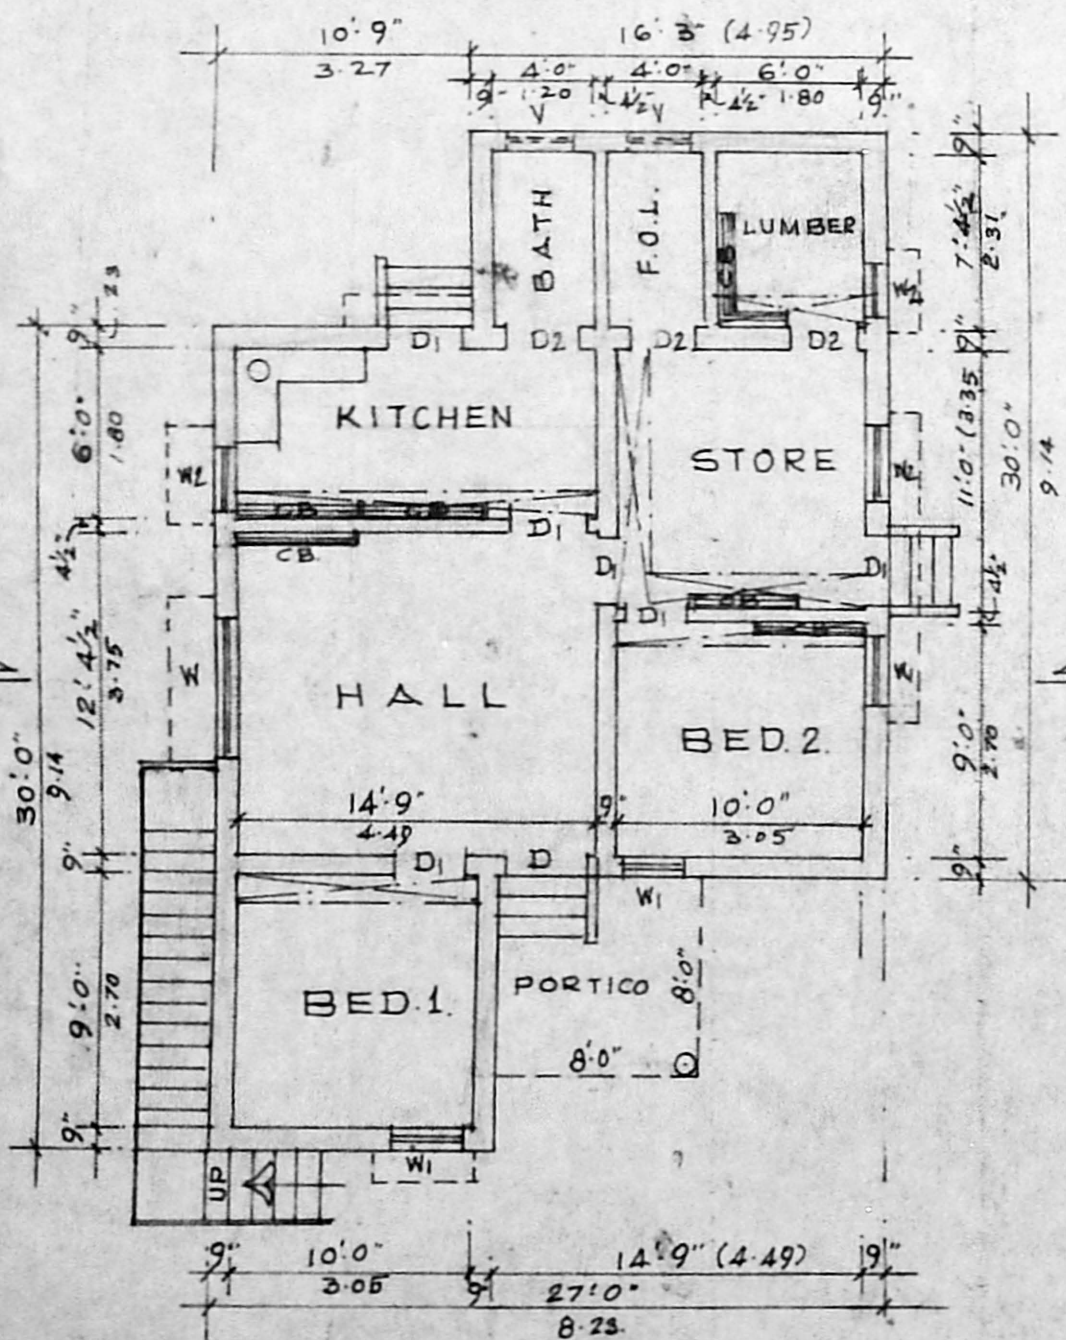 10'-9" 16'-3" (4.95)
3.27 4'.0" 4'.0" 6'.0"
9" 1.20 4½" 4½" 1.80 9"
V V
9"
BATH
F.O.L.
LUMBER
CB
7'-4½"
2.31
W2
9"
.23
D1 D2 D2 D2
9"
KITCHEN
STORE
6'.0"
1.80
W2
11'.0" (3.35
30'.0"
9.14
CB CB
D1
CB
4½"
D1
D1
4½"
CB
D1
12'.4½"
3.75
W
HALL
BED.2.
W
9'.0"
2.70
30'.0"
9.14
14'-9" 9" 10'.0"
4.49 3.05
9" D1 D
9"
W1
9'.0"
2.70
BED.1.
PORTICO
8'.0"
8'.0"
9"
W1
UP
9" 10'.0" 14'-9" (4.49) 9"
3.05 9" 27'.0"
8.23.